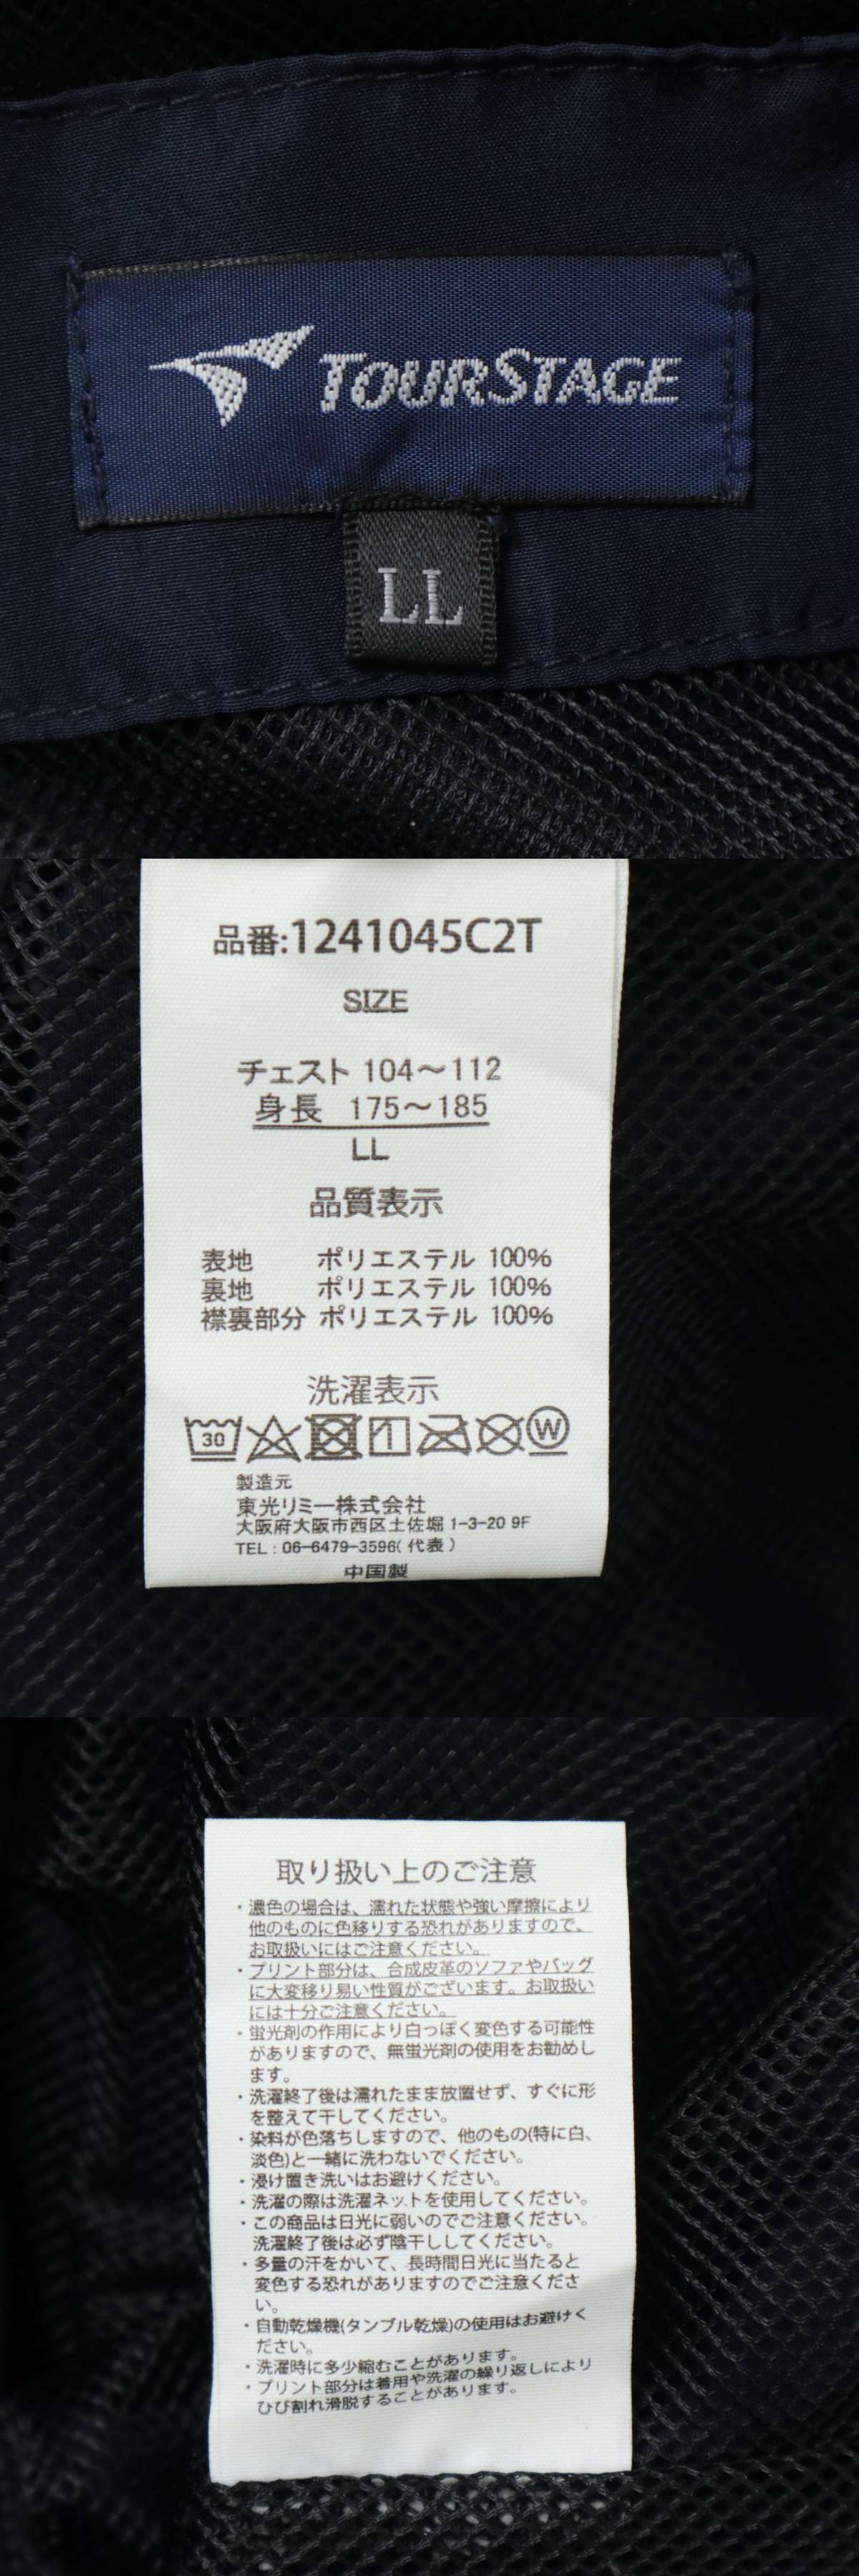 TOURSTAGE
LL
品番:1241045C2T
SIZE
チェスト 104～112
身長 175～185
LL
品質表示
表地 ポリエステル 100%
裏地 ポリエステル 100%
襟裏部分 ポリエステル 100%
洗濯表示
30 W
製造元
東光リミー株式会社
大阪府大阪市西区土佐堀 1-3-20 9F
TEL : 06-6479-3596( 代表 )
中国製
取り扱い上のご注意
・濃色の場合は、濡れた状態や強い摩擦により
他のものに色移りする恐れがありますので、
お取扱いにはご注意ください。
・プリント部分は、合成皮革のソファやバッグ
に大変移り易い性質がございます。お取扱い
には十分ご注意ください。
・蛍光剤の作用により白っぽく変色する可能性
がありますので、無蛍光剤の使用をお勧めし
ます。
・洗濯終了後は濡れたまま放置せず、すぐに形
を整えて干してください。
・染料が色落ちしますので、他のもの(特に白、
淡色)と一緒に洗わないでください。
・浸け置き洗いはお避けください。
・洗濯の際は洗濯ネットを使用してください。
・この商品は日光に弱いのでご注意ください。
洗濯終了後は必ず陰干ししてください。
・多量の汗をかいて、長時間日光に当たると
変色する恐れがありますのでご注意くださ
い。
・自動乾燥機(タンブル乾燥)の使用はお避けく
ださい。
・洗濯時に多少縮むことがあります。
・プリント部分は着用や洗濯の繰り返しにより
ひび割れ滑脱することがあります。